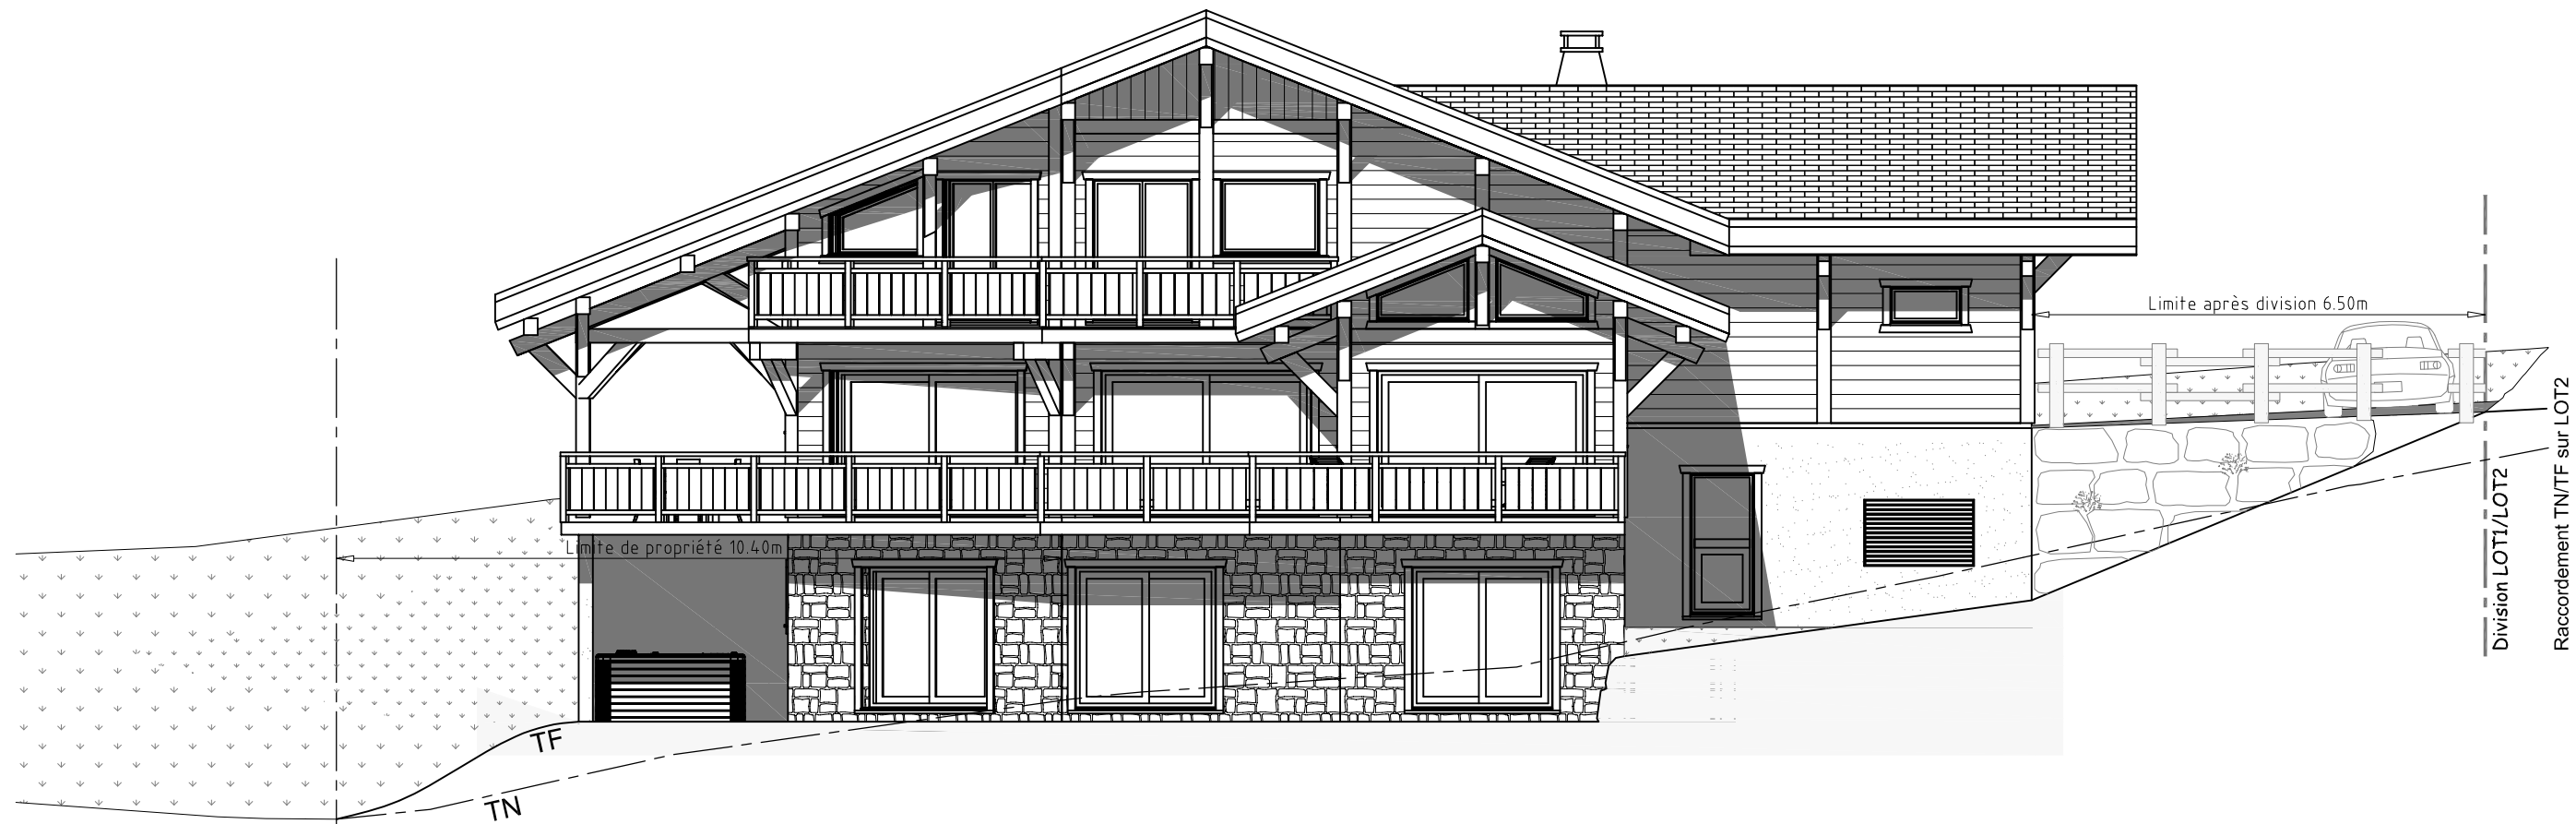 Limite après division 6.50m
Limite de propriété 10.40m
TF
TN
Division LOT1/LOT2
Raccordement TN/TF sur LOT2